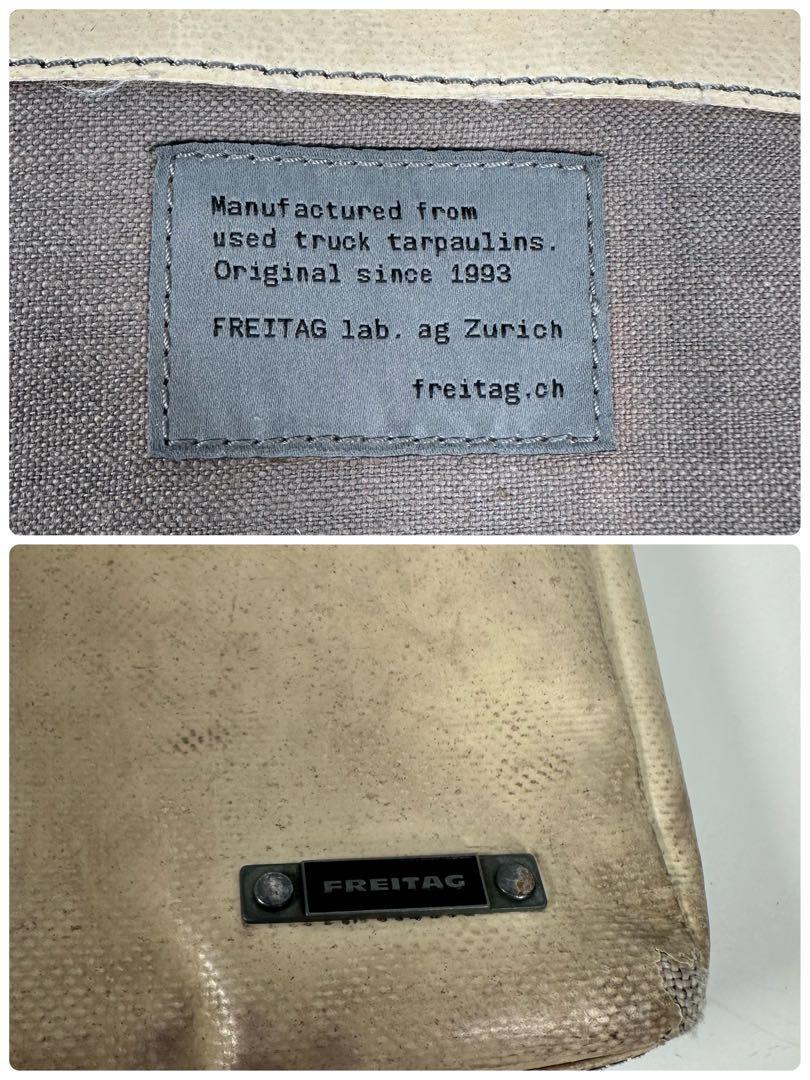 Manufactured from
used truck tarpaulins.
Original since 1993
FREITAG lab. ag Zurich
freitag.ch
FREITAG